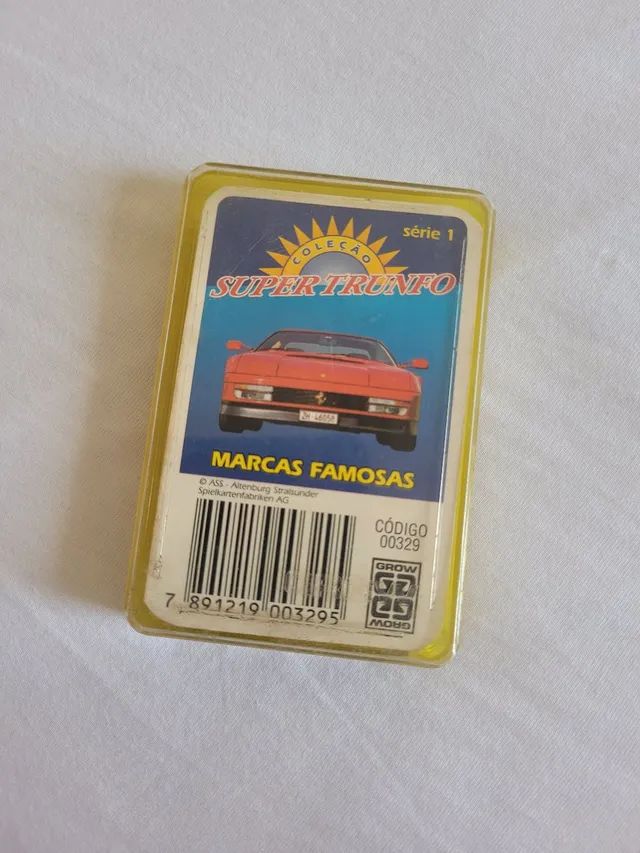 série 1
COLEÇÃO
SUPER TRUNFO
ZH·46058
MARCAS FAMOSAS
© ASS - Altenburg Stralsunder
Spielkartenfabriken AG
CÓDIGO
00329
GROW
GROW
7 891219 003295